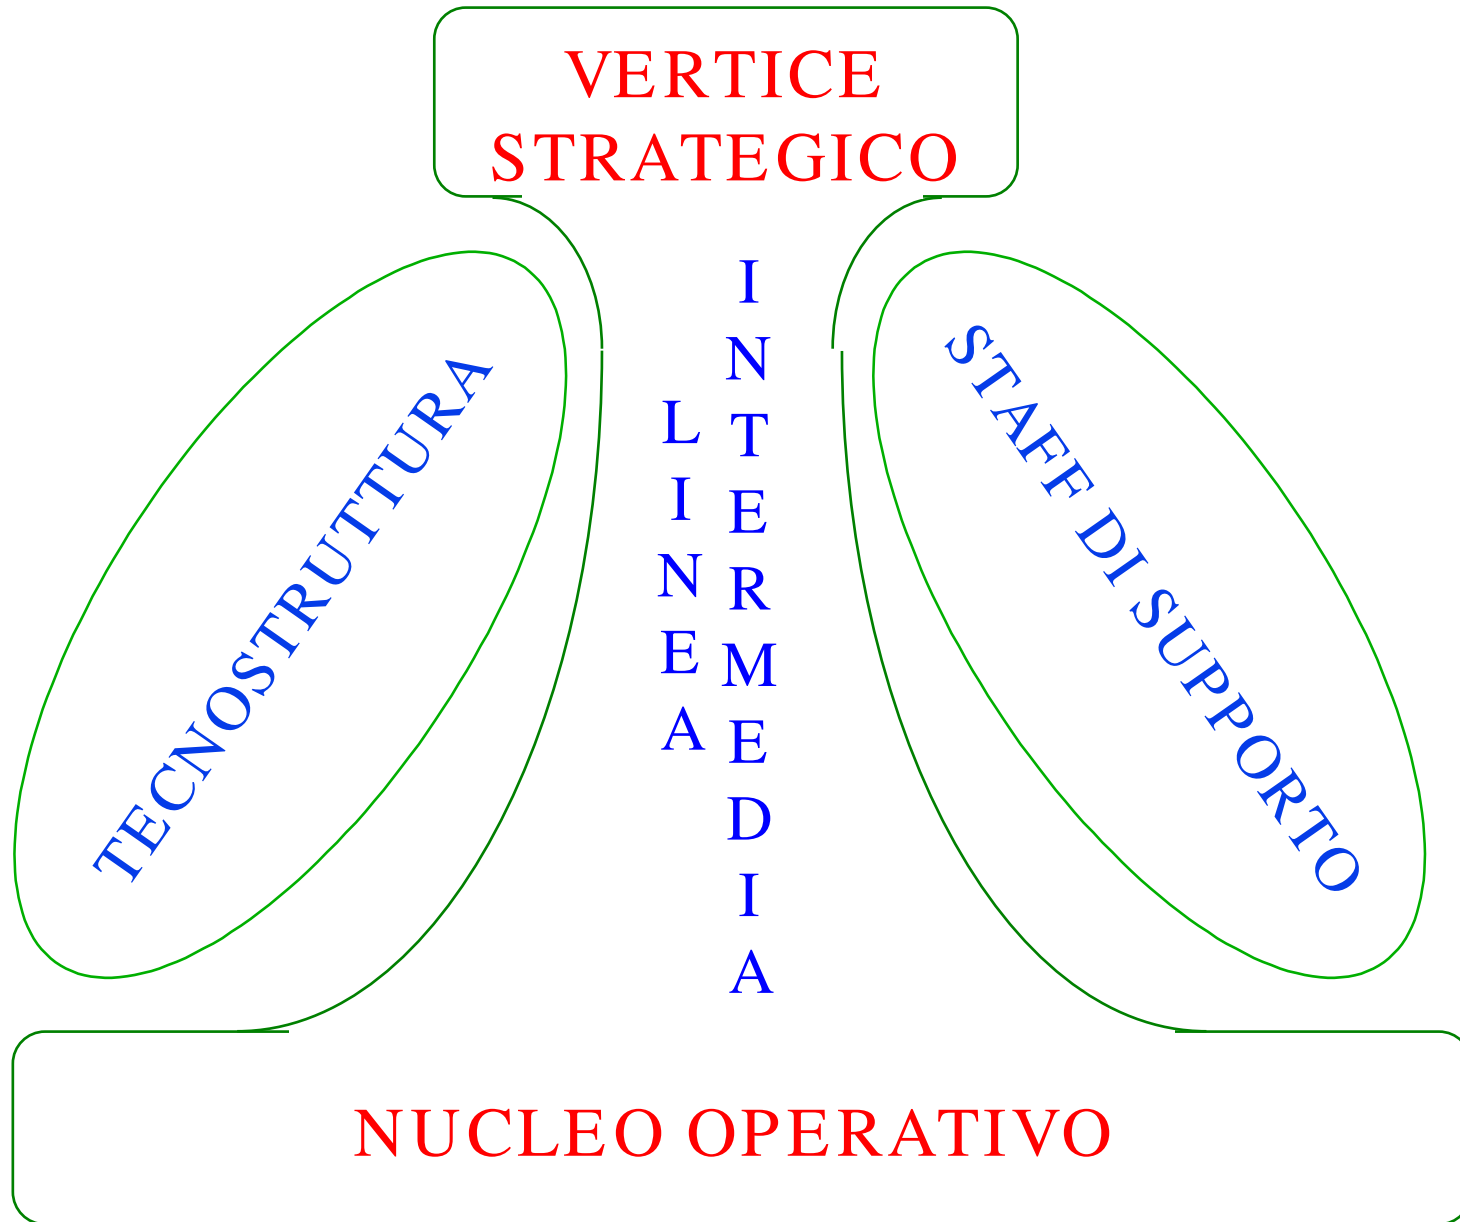 VERTICE
STRATEGICO
TECNOSTRUTTURA
LINEA
INTERMEDIA
STAFF DI SUPPORTO
NUCLEO OPERATIVO